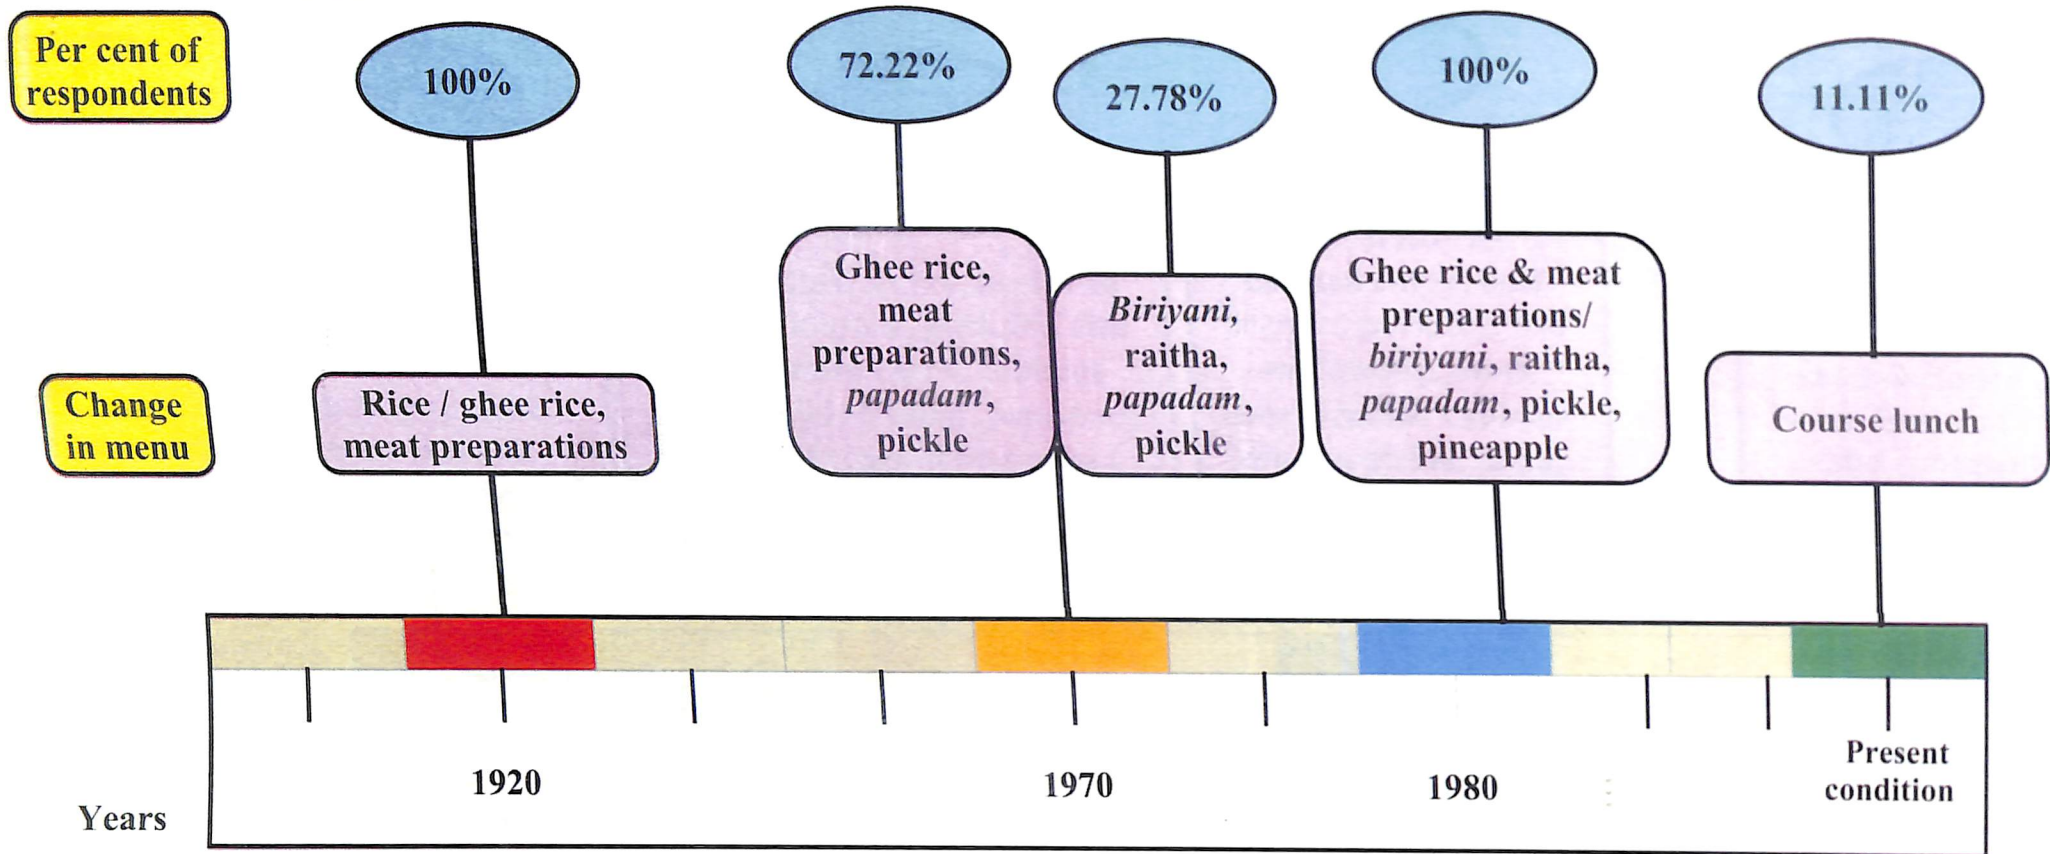 Per cent of
respondents
100%
72.22%
27.78%
100%
11.11%
Change
in menu
Rice / ghee rice,
meat preparations
Ghee rice,
meat
preparations,
papadam,
pickle
Biriyani,
raitha,
papadam,
pickle
Ghee rice & meat
preparations/
biriyani, raitha,
papadam, pickle,
pineapple
Course lunch
Years
1920
1970
1980
Present
condition